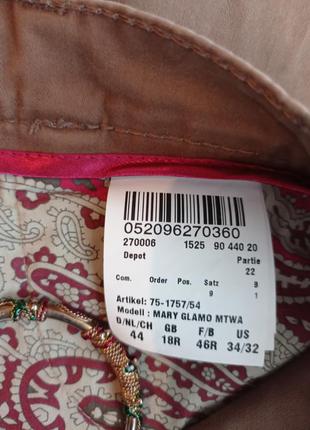 052096270360
270006 1525 90 440 20
Depot Partie
22
Com. Order Pos. Satz B
9 1
Artikel: 75-1757/54
Modell : MARY GLAMO MTWA
D/NL/CH GB F/B US
44 18R 46R 34/32